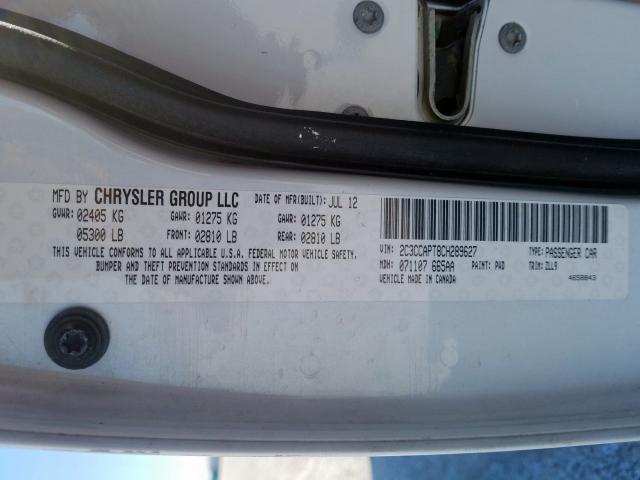 MFD BY CHRYSLER GROUP LLC DATE OF MFR(BUILT): JUL 12
GVWR: 02405 KG GAWR: 01275 KG GAWR: 01275 KG
05300 LB FRONT: 02810 LB REAR: 02810 LB
THIS VEHICLE CONFORMS TO ALL APPLICABLE U.S.A. FEDERAL MOTOR VEHICLE SAFETY,
BUMPER AND THEFT PREVENTION STANDARDS IN EFFECT ON
THE DATE OF MANUFACTURE SHOWN ABOVE.
VIN: 2C3CCAPT8CH289627 TYPE: PASSENGER CAR
MDH: 071107 665AA PAINT: PWD TRIM: ZLL9
VEHICLE MADE IN CANADA 4658843